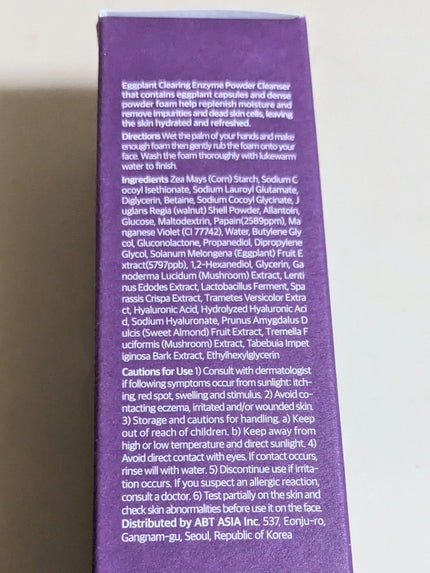 Eggplant Clearing Enzyme Powder Cleanser
that contains eggplant capsules and dense
powder foam help replenish moisture and
remove impurities and dead skin cells, leaving
the skin hydrated and refreshed.
Directions Wet the palm of your hands and make
enough foam then gently rub the foam onto your
face. Wash the foam thoroughly with lukewarm
water to finish.
Ingredients Zea Mays (Corn) Starch, Sodium C
ocoyl Isethionate, Sodium Lauroyl Glutamate,
Diglycerin, Betaine, Sodium Cocoyl Glycinate, J
uglans Regia (walnut) Shell Powder, Allantoin,
Glucose, Maltodextrin, Papain(2589ppm), Ma
nganese Violet (CI 77742), Water, Butylene Gly
col, Gluconolactone, Propanediol, Dipropylene
Glycol, Solanum Melongena (Eggplant) Fruit E
xtract(5797ppb), 1,2-Hexanediol, Glycerin, Ga
noderma Lucidum (Mushroom) Extract, Lenti
nus Edodes Extract, Lactobacillus Ferment, Spa
rassis Crispa Extract, Trametes Versicolor Extra
ct, Hyaluronic Acid, Hydrolyzed Hyaluronic Aci
d, Sodium Hyaluronate, Prunus Amygdalus D
ulcis (Sweet Almond) Fruit Extract, Tremella F
uciformis (Mushroom) Extract, Tabebuia Impet
iginosa Bark Extract, Ethylhexylglycerin
Cautions for Use 1) Consult with dermatologist
if following symptoms occur from sunlight: itch-
ing, red spot, swelling and stimulus. 2) Avoid co-
ntacting eczema, irritated and/or wounded skin.
3) Storage and cautions for handling. a) Keep
out of reach of children. b) Keep away from
high or low temperature and direct sunlight. 4)
Avoid direct contact with eyes, If contact occurs,
rinse will with water. 5) Discontinue use if irrita-
tion occurs. If you suspect an allergic reaction,
consult a doctor. 6) Test partially on the skin and
check skin abnormalities before use it on the face.
Distributed by ABT ASIA Inc. 537, Eonju-ro,
Gangnam-gu, Seoul, Republic of Korea